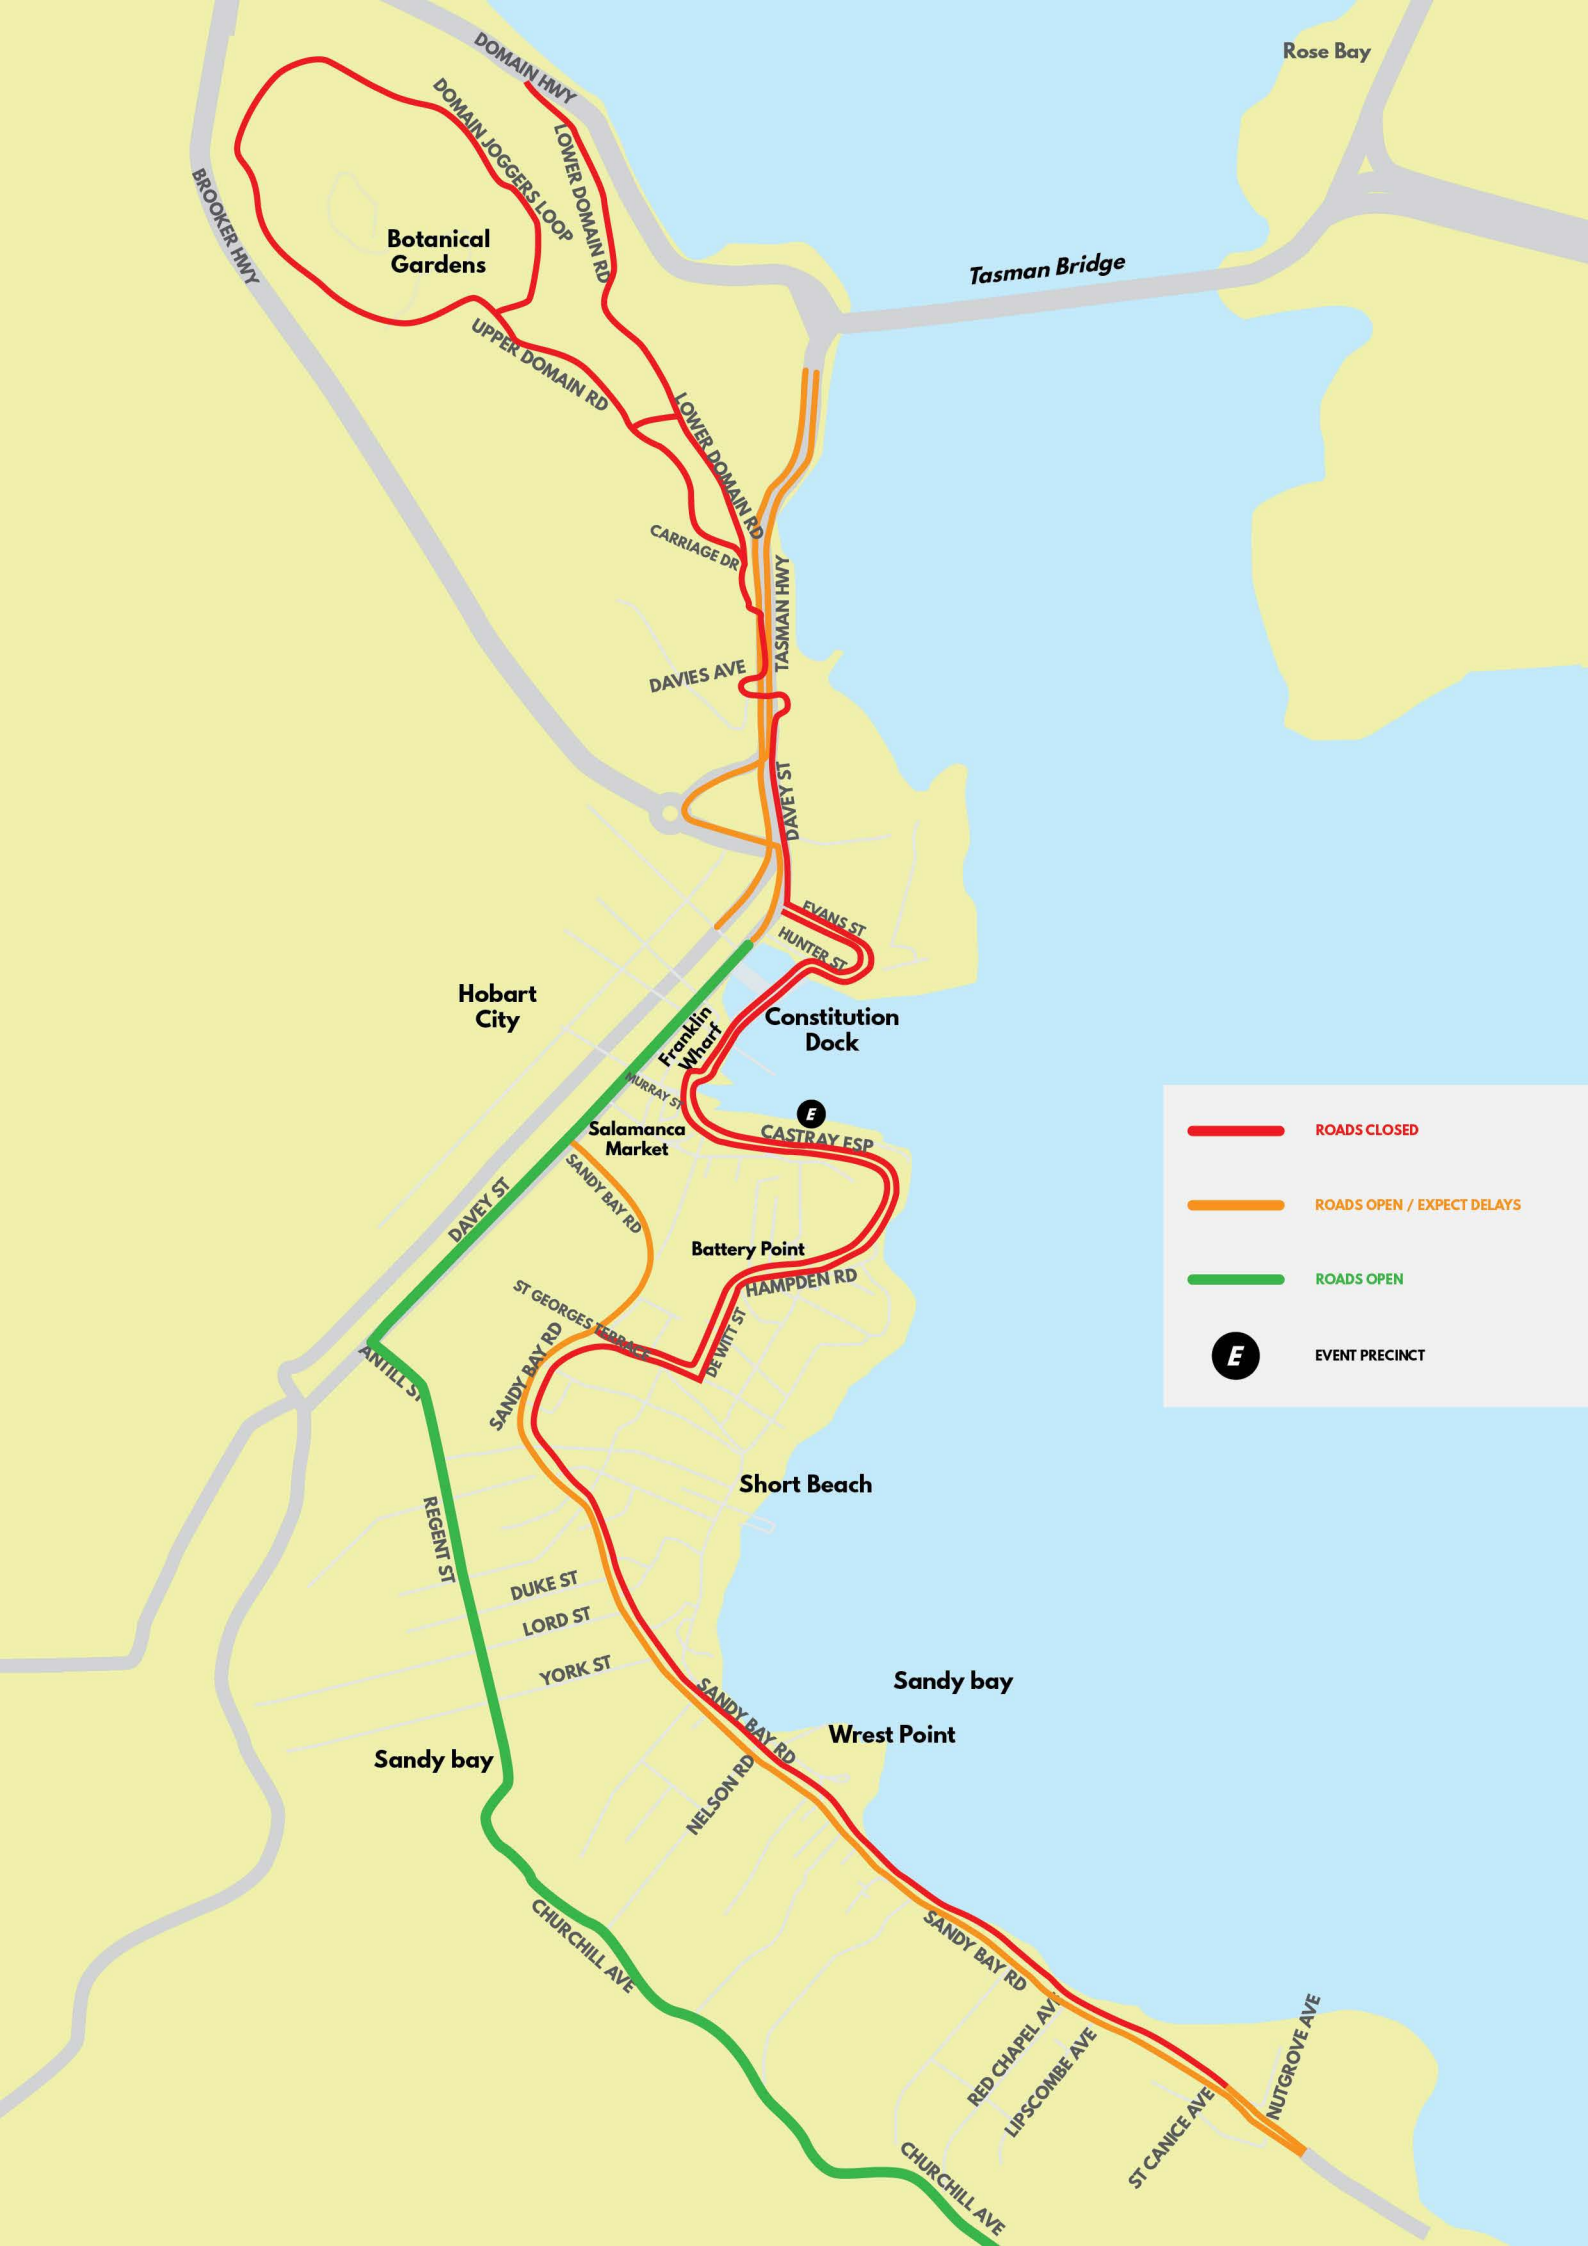 DOMAIN HWY
Rose Bay
DOMAIN JOGGERS LOOP
LOWER DOMAIN RD
BROOKER HWY
Botanical
Gardens
Tasman Bridge
UPPER DOMAIN RD
LOWER DOMAIN RD
CARRIAGE DR
TASMAN HWY
DAVIES AVE
DAVEY ST
EVANS ST
HUNTER ST
Hobart
City
Constitution
Dock
Franklin
Wharf
MURRAY ST
E
CASTRAY ESP
Salamanca
Market
SANDY BAY RD
DAVEY ST
Battery Point
HAMPDEN RD
ST GEORGES TERRACE
DE WITT ST
SANDY BAY RD
ANTILL ST
ROADS CLOSED
ROADS OPEN / EXPECT DELAYS
ROADS OPEN
E
EVENT PRECINCT
Short Beach
REGENT ST
DUKE ST
LORD ST
YORK ST
Sandy bay
SANDY BAY RD
Wrest Point
Sandy bay
NELSON RD
CHURCHILL AVE
SANDY BAY RD
RED CHAPEL AVE
LIPSCOMBE AVE
NUTGROVE AVE
ST CANICE AVE
CHURCHILL AVE